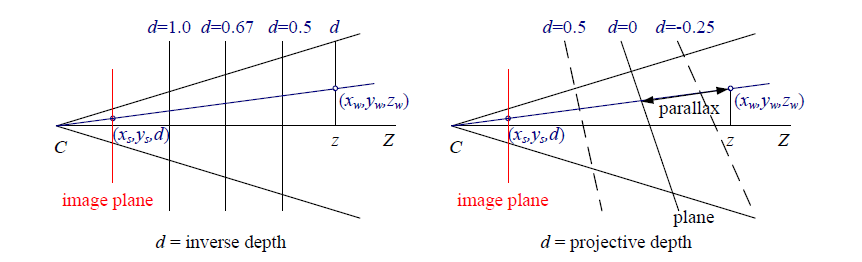 d=1.0 d=0.67 d=0.5 d
(xw,yw,zw)
(xs,ys,d)
C
z
Z
image plane
d = inverse depth
d=0.5 d=0 d=-0.25
(xw,yw,zw)
parallax
(xs,ys,d)
C
z
Z
image plane
plane
d = projective depth